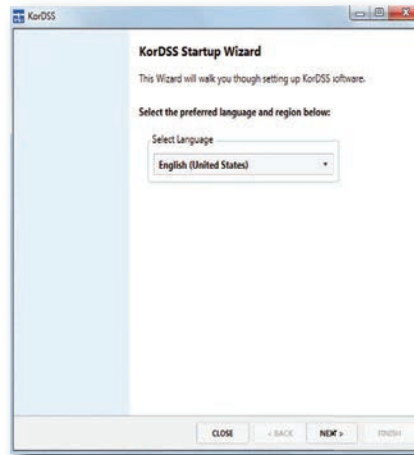 KorDSS
KorDSS Startup Wizard
This Wizard will walk you though setting up KorDSS software.
Select the preferred language and region below:
Select Language
English (United States)
CLOSE
< BACK
NEXT >
FINISH